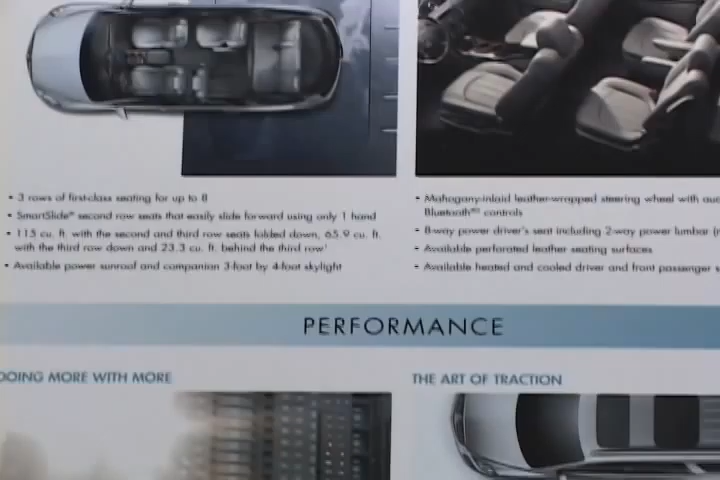 • 3 rows of first-class seating for up to 8
• SmartSlide® second row seats that easily slide forward using only 1 hand
• 115 cu. ft. with the second and third row seats folded down, 65.9 cu. ft.
with the third row down and 23.3 cu. ft. behind the third row¹
• Available power sunroof and companion 3-foot by 4-foot skylight
• Mahogany-inlaid leather-wrapped steering wheel with
Bluetooth® controls
• 8-way power driver's seat including 2-way power lumbar
• Available perforated leather seating surfaces
• Available heated and cooled driver and front passenger
PERFORMANCE
DOING MORE WITH MORE
THE ART OF TRACTION